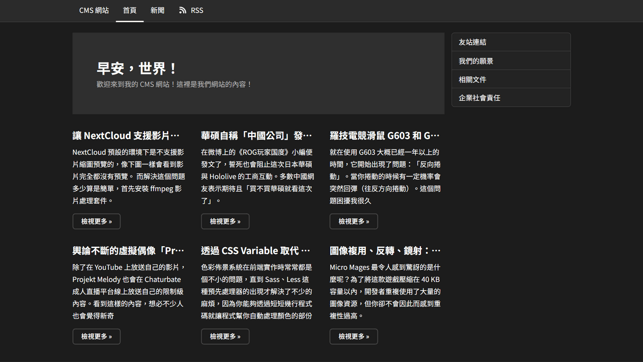 CMS 網站 首頁 新聞 RSS
早安，世界！
歡迎來到我的 CMS 網站！這裡是我們網站的內容！
友站連結
我們的願景
相關文件
企業社會責任
讓 NextCloud 支援影片…
NextCloud 預設的環境下是不支援影
片縮圖預覽的，像下圖一樣會看到影
片完全都沒有預覽。 而解決這個問題
多少算是簡單，首先安裝 ffmpeg 影
片處理套件。
檢視更多 »
華碩自稱「中國公司」發…
在微博上的《ROG玩家国度》小編便
發文了，誓死也會阻止這次日本華碩
與 Hololive 的工商互動。多數中國網
友表示期待且「買不買華碩就看這次
了」。
檢視更多 »
羅技電競滑鼠 G603 和 G…
就在使用 G603 大概已經一年以上的
時間，它開始出現了問題：「反向捲
動」。當你捲動的時候有一定機率會
突然回彈（往反方向捲動）。這個問
題困擾我很久
檢視更多 »
輿論不斷的虛擬偶像「Pr…
除了在 YouTube 上放送自己的影片，
Projekt Melody 也會在 Chaturbate
成人直播平台線上放送自己的限制級
內容。看到這樣的內容，想必不少人
也會覺得新奇
檢視更多 »
透過 CSS Variable 取代 …
色彩佈景系統在前端實作時常常都是
個不小的問題，直到 Sass、Less 這
種預先處理器的出現才解決了不少的
麻煩，因為你能夠透過短短幾行程式
碼就讓程式幫你自動處理顏色的部份
檢視更多 »
圖像複用、反轉、鏡射：…
Micro Mages 最令人感到驚訝的是什
麼呢？為了將這款遊戲壓縮在 40 KB
容量以內，開發者重複使用了大量的
圖像資源，但你卻不會因此而感到重
複性過高。
檢視更多 »